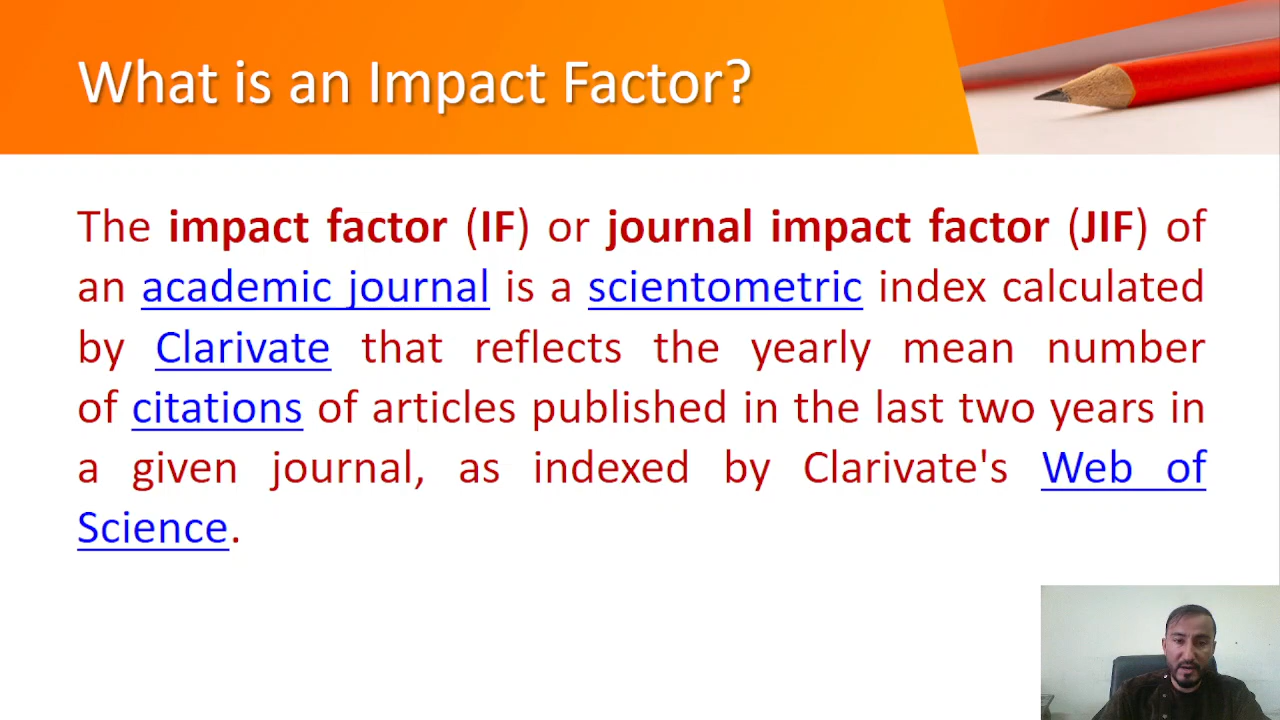 What is an Impact Factor?
The impact factor (IF) or journal impact factor (JIF) of
an academic journal is a scientometric index calculated
by Clarivate that reflects the yearly mean number
of citations of articles published in the last two years in
a given journal, as indexed by Clarivate's Web of
Science.